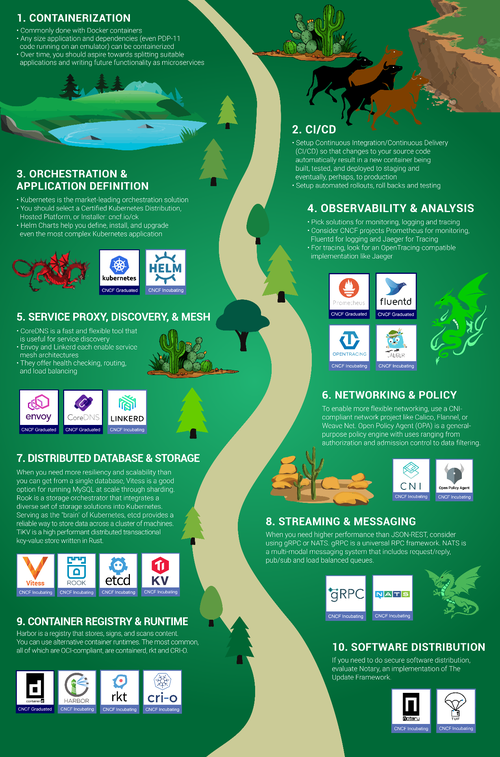 1. CONTAINERIZATION
• Commonly done with Docker containers
• Any size application and dependencies (even PDP-11
code running on an emulator) can be containerized
• Over time, you should aspire towards splitting suitable
applications and writing future functionality as microservices
2. CI/CD
• Setup Continuous Integration/Continuous Delivery
(CI/CD) so that changes to your source code
automatically result in a new container being
built, tested, and deployed to staging and
eventually, perhaps, to production
• Setup automated rollouts, roll backs and testing
3. ORCHESTRATION &
APPLICATION DEFINITION
• Kubernetes is the market-leading orchestration solution
• You should select a Certified Kubernetes Distribution,
Hosted Platform, or Installer: cncf.io/ck
• Helm Charts help you define, install, and upgrade
even the most complex Kubernetes application
kubernetes
CNCF Graduated
HELM
CNCF Incubating
4. OBSERVABILITY & ANALYSIS
• Pick solutions for monitoring, logging and tracing
• Consider CNCF projects Prometheus for monitoring,
Fluentd for logging and Jaeger for Tracing
• For tracing, look for an OpenTracing-compatible
implementation like Jaeger
Prometheus
CNCF Graduated
fluentd
CNCF Graduated
OPENTRACING
CNCF Incubating
JAEGER
CNCF Incubating
5. SERVICE PROXY, DISCOVERY, & MESH
• CoreDNS is a fast and flexible tool that
is useful for service discovery
• Envoy and Linkerd each enable service
mesh architectures
• They offer health checking, routing,
and load balancing
envoy
CNCF Graduated
CoreDNS
CNCF Graduated
LINKERD
CNCF Incubating
6. NETWORKING & POLICY
To enable more flexible networking, use a CNI-
compliant network project like Calico, Flannel, or
Weave Net. Open Policy Agent (OPA) is a general-
purpose policy engine with uses ranging from
authorization and admission control to data filtering.
CNI
CNCF Incubating
Open Policy Agent
CNCF Incubating
7. DISTRIBUTED DATABASE & STORAGE
When you need more resiliency and scalability than
you can get from a single database, Vitess is a good
option for running MySQL at scale through sharding.
Rook is a storage orchestrator that integrates a
diverse set of storage solutions into Kubernetes.
Serving as the "brain" of Kubernetes, etcd provides a
reliable way to store data across a cluster of machines.
TiKV is a high performant distributed transactional
key-value store written in Rust.
Vitess
CNCF Incubating
ROOK
CNCF Incubating
etcd
CNCF Incubating
KV
CNCF Incubating
8. STREAMING & MESSAGING
When you need higher performance than JSON-REST, consider
using gRPC or NATS. gRPC is a universal RPC framework. NATS is
a multi-modal messaging system that includes request/reply,
pub/sub and load balanced queues.
gRPC
CNCF Incubating
NATS
CNCF Incubating
9. CONTAINER REGISTRY & RUNTIME
Harbor is a registry that stores, signs, and scans content.
You can use alternative container runtimes. The most common,
all of which are OCI-compliant, are containerd, rkt and CRI-O.
containerd
CNCF Graduated
HARBOR
CNCF Incubating
rkt
CNCF Incubating
cri-o
CNCF Incubating
10. SOFTWARE DISTRIBUTION
If you need to do secure software distribution,
evaluate Notary, an implementation of The
Update Framework.
Notary
CNCF Incubating
TUF
CNCF Incubating